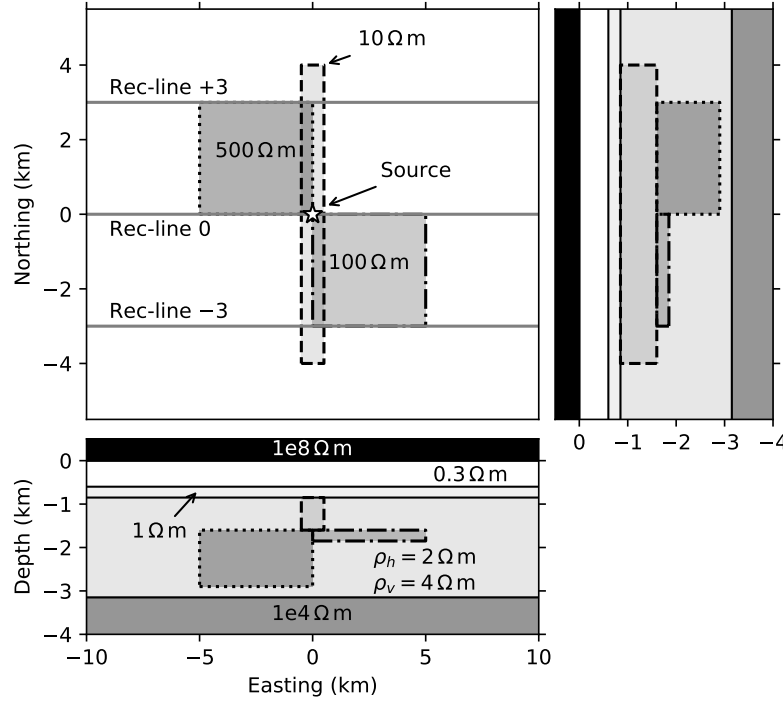 10 Ω m
Rec-line +3
500 Ω m
Source
Rec-line 0
100 Ω m
Rec-line −3
4
2
0
−2
−4
Northing (km)
0 −1 −2 −3 −4
1e8 Ω m
0.3 Ω m
1 Ω m
ρh = 2 Ω m
ρv = 4 Ω m
1e4 Ω m
0
−1
−2
−3
−4
Depth (km)
−10 −5 0 5 10
Easting (km)